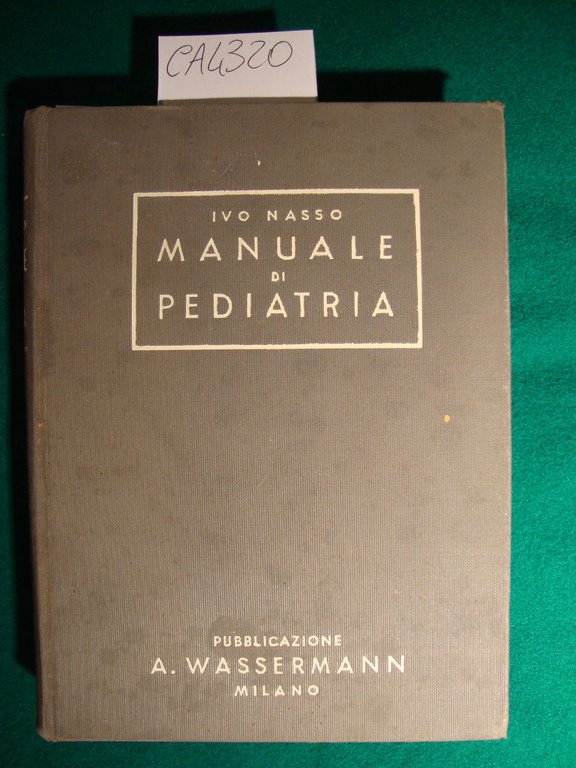 CA4320
IVO NASSO
MANUALE
DI
PEDIATRIA
PUBBLICAZIONE
A. WASSERMANN
MILANO